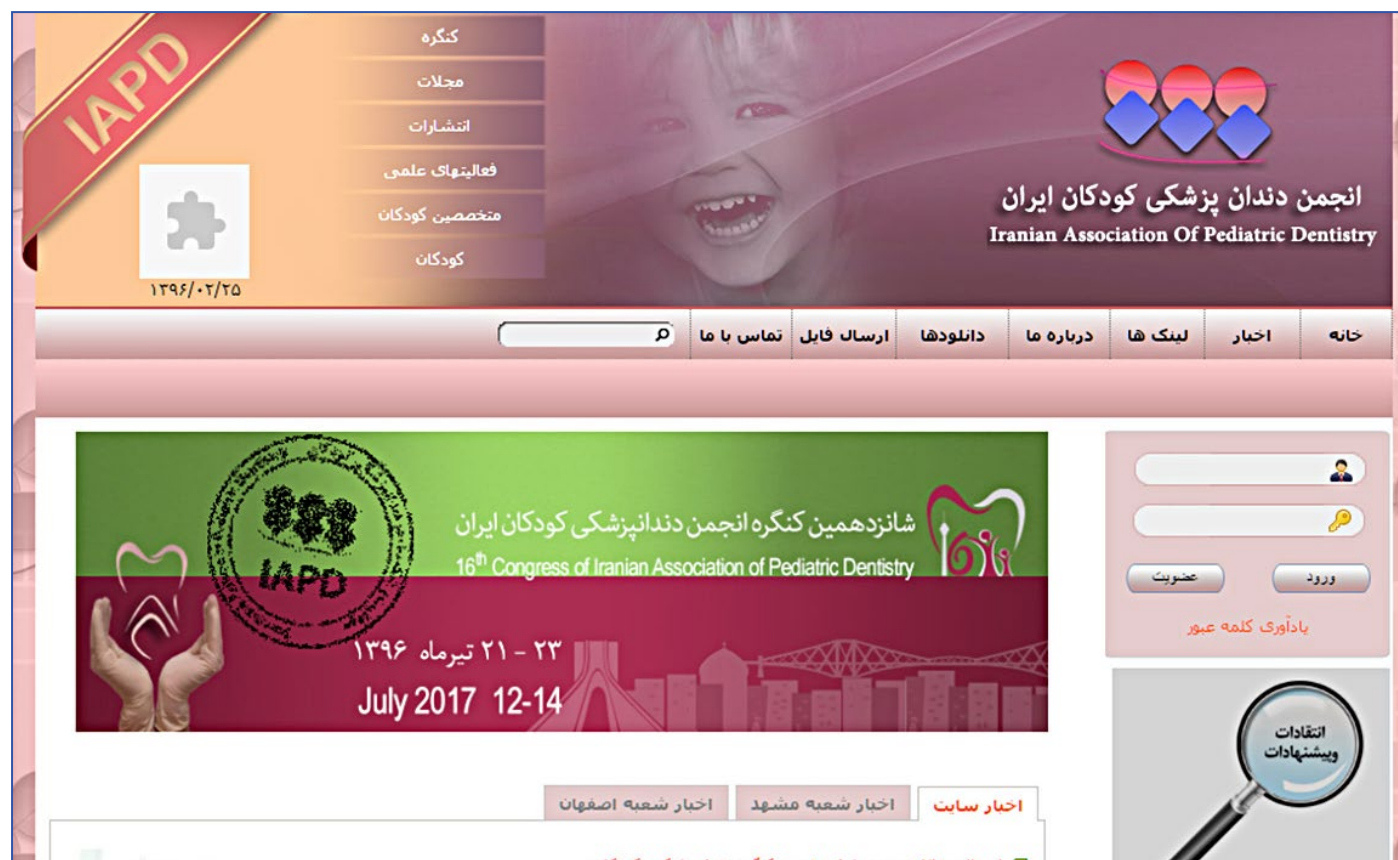 IAPD
کنگره
مجلات
انتشارات
فعالیتهای علمی
متخصصین کودکان
کودکان
۱۳۹۶/۰۲/۲۵
انجمن دندان پزشکی کودکان ایران
Iranian Association Of Pediatric Dentistry
خانه
اخبار
لینک ها
درباره ما
دانلودها
ارسال فایل
تماس با ما
شانزدهمین کنگره انجمن دندانپزشکی کودکان ایران
16th Congress of Iranian Association of Pediatric Dentistry
IAPD
۲۳ - ۲۱ تیرماه ۱۳۹۶
July 2017 12-14
ورود
عضویت
یادآوری کلمه عبور
انتقادات
وپیشنهادات
اخبار سایت
اخبار شعبه مشهد
اخبار شعبه اصفهان